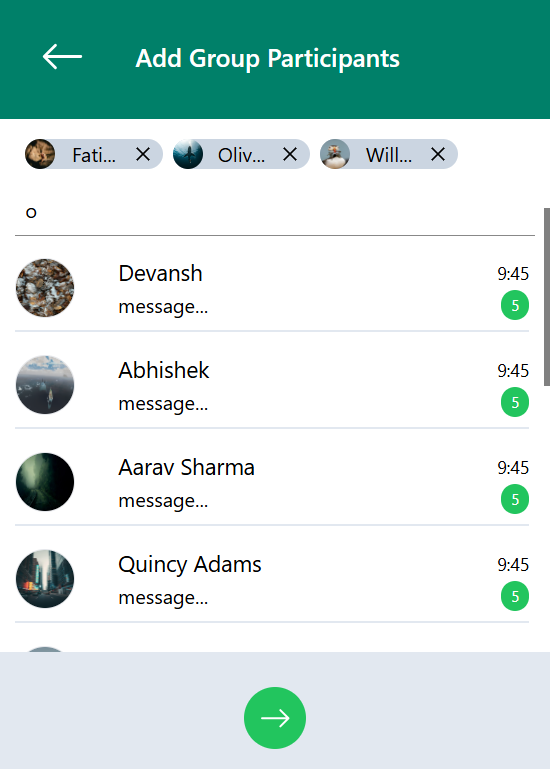 Add Group Participants
Fati... Oliv... Will...
o
Devansh 9:45
message... 5
Abhishek 9:45
message... 5
Aarav Sharma 9:45
message... 5
Quincy Adams 9:45
message... 5